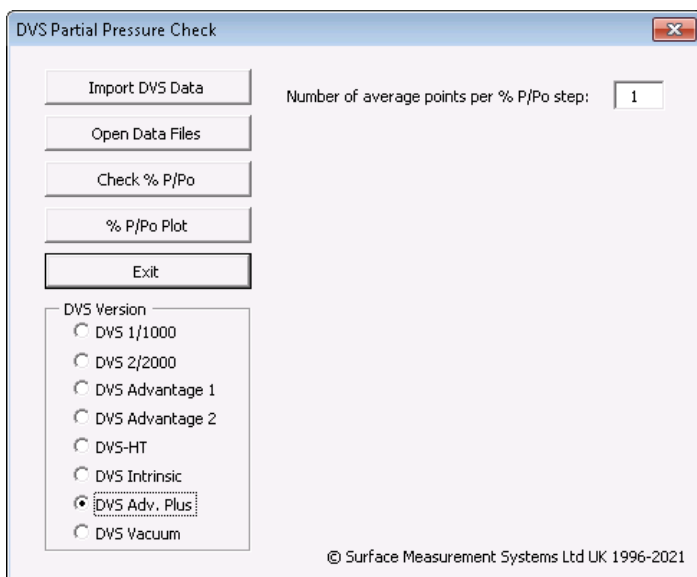 DVS Partial Pressure Check
Import DVS Data
Number of average points per % P/Po step: 1
Open Data Files
Check % P/Po
% P/Po Plot
Exit
DVS Version
DVS 1/1000
DVS 2/2000
DVS Advantage 1
DVS Advantage 2
DVS-HT
DVS Intrinsic
DVS Adv. Plus
DVS Vacuum
© Surface Measurement Systems Ltd UK 1996-2021